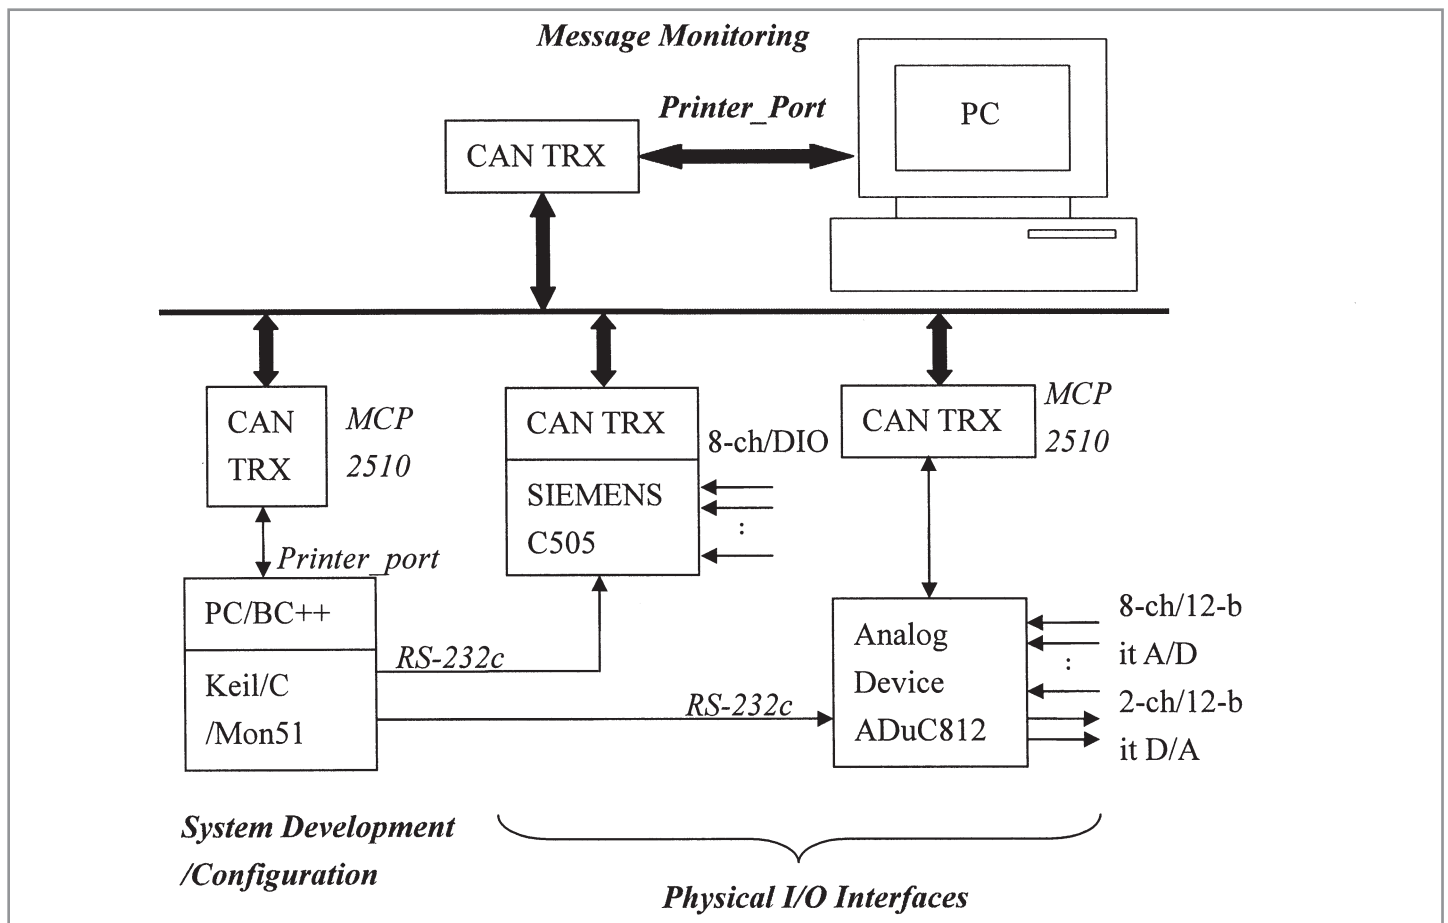 Message Monitoring
Printer_Port
PC
CAN TRX
CAN
TRX
MCP
2510
CAN TRX
8-ch/DIO
SIEMENS
C505
:
CAN TRX
MCP
2510
Printer_port
PC/BC++
Keil/C
/Mon51
RS-232c
RS-232c
Analog
Device
ADuC812
8-ch/12-b
it A/D
:
2-ch/12-b
it D/A
System Development
/Configuration
Physical I/O Interfaces